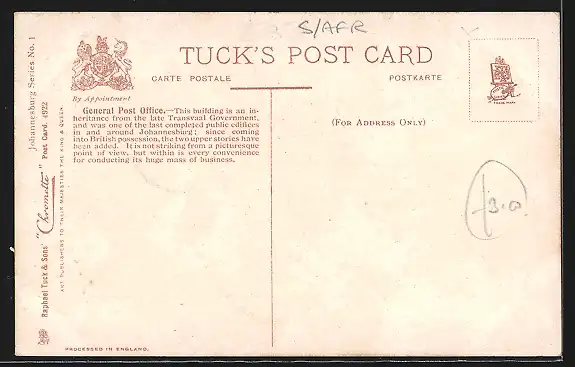 S/AFR
TUCK'S POST CARD
CARTE POSTALE
POSTKARTE
By Appointment
General Post Office.—This building is an in-
heritance from the late Transvaal Government,
and was one of the last completed public edifices
in and around Johannesburg; since coming
into British possession, the two upper stories have
been added. It is not striking from a picturesque
point of view, but within is every convenience
for conducting its huge mass of business.
(FOR ADDRESS ONLY)
Johannesburg Series No. 1
Raphael Tuck & Sons' "Chromette" Post Card 4922
ART PUBLISHERS TO THEIR MAJESTIES THE KING & QUEEN.
PROCESSED IN ENGLAND.
TRADE MARK